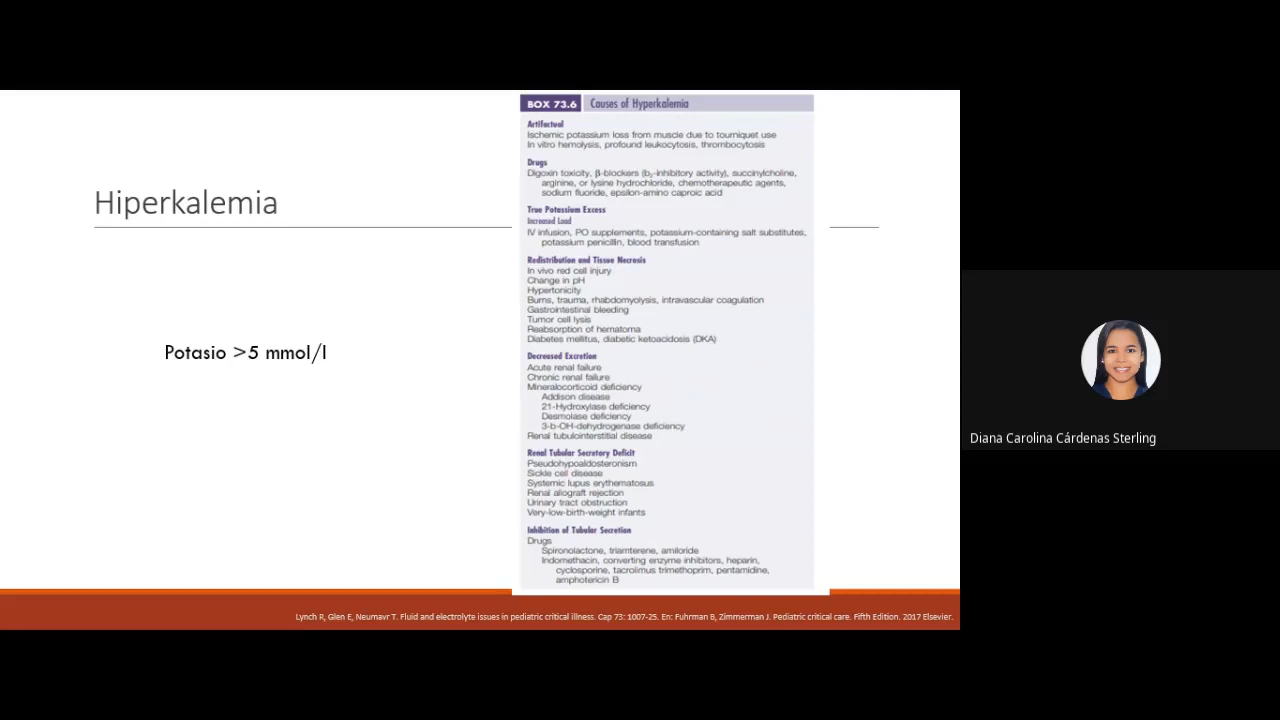 Hiperkalemia
Potasio >5 mmol/l
BOX 73.6 Causes of Hyperkalemia
Artifactual
Ischemic potassium loss from muscle due to tourniquet use
In vitro hemolysis, profound leukocytosis, thrombocytosis
Drugs
Digoxin toxicity, β-blockers (b₂-inhibitory activity), succinylcholine,
arginine, or lysine hydrochloride, chemotherapeutic agents,
sodium fluoride, epsilon-amino caproic acid
True Potassium Excess
Increased Load
IV infusion, PO supplements, potassium-containing salt substitutes,
potassium penicillin, blood transfusion
Redistribution and Tissue Necrosis
In vivo red cell injury
Change in pH
Hypertonicity
Burns, trauma, rhabdomyolysis, intravascular coagulation
Gastrointestinal bleeding
Tumor cell lysis
Reabsorption of hematoma
Diabetes mellitus, diabetic ketoacidosis (DKA)
Decreased Excretion
Acute renal failure
Chronic renal failure
Mineralocorticoid deficiency
Addison disease
21-Hydroxylase deficiency
Desmolase deficiency
3-b-OH-dehydrogenase deficiency
Renal tubulointerstitial disease
Renal Tubular Secretory Deficit
Pseudohypoaldosteronism
Sickle cell disease
Systemic lupus erythematosus
Renal allograft rejection
Urinary tract obstruction
Very-low-birth-weight infants
Inhibition of Tubular Secretion
Drugs
Spironolactone, triamterene, amiloride
Indomethacin, converting enzyme inhibitors, heparin,
cyclosporine, tacrolimus trimethoprim, pentamidine,
amphotericin B
Lynch R, Glen E, Neumavr T. Fluid and electrolyte issues in pediatric critical illness. Cap 73: 1007-25. En: Fuhrman B, Zimmerman J. Pediatric critical care. Fifth Edition. 2017 Elsevier.
Diana Carolina Cárdenas Sterling